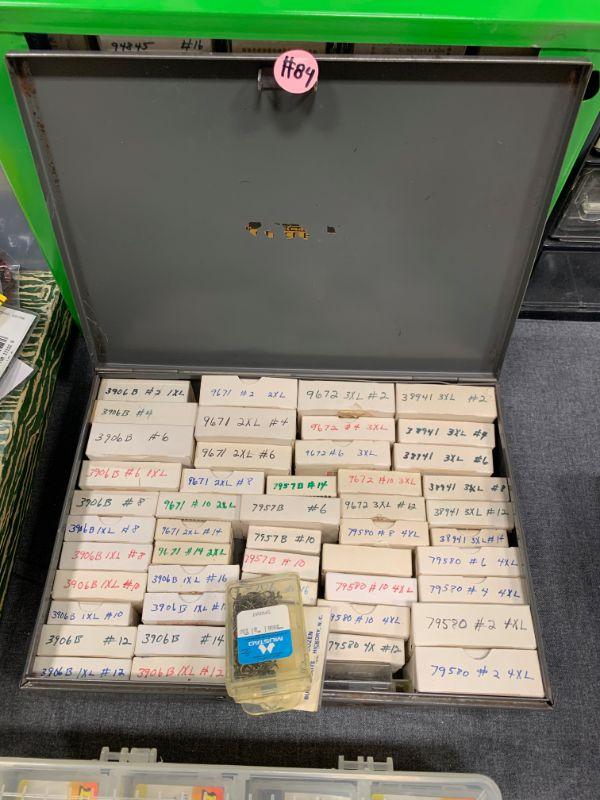 94845 #16
#84
3906B #2 1XL
3906B #4
3906B #6
3906B #6 1XL
3906B #8
3906B 1XL #8
3906B 1XL #8
3906B 1XL #10
3906B 1XL #10
3906B #12
3906B 1XL #12
9671 #2 2XL
9671 2XL #4
9671 2XL #6
9671 2XL #8
9671 #10 2XL
9671 2XL #14
9671 #14 2XL
3906B 1XL #16
3906B 1XL
3906B #14
3906B 1XL #12
9672 3XL #2
9672 #4 3XL
9672 #6 3XL
7957B #14
7957B #6
7957B #10
7957B #10
MUSTAD
9672 #10 3XL
9672 3XL #12
79580 #8 4XL
79580 #10 4XL
79580 #10 4XL
79580 4X #12
38941 3XL #2
38941 3XL #4
38941 3XL #6
38941 3XL #8
38941 3XL #12
38941 3XL #14
79580 #6 4XL
79580 #4 4XL
79580 #2 4XL
79580 #2 4XL